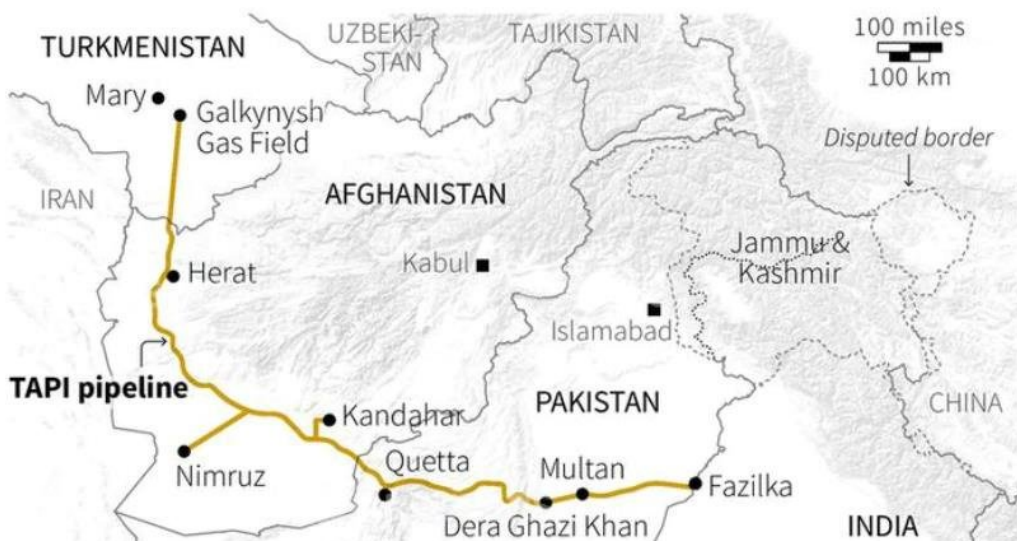 TURKMENISTAN
UZBEKI-
STAN
TAJIKISTAN
100 miles
100 km
Mary
Galkynysh
Gas Field
Disputed border
IRAN
AFGHANISTAN
Jammu &
Kashmir
Herat
Kabul
Islamabad
TAPI pipeline
Kandahar
PAKISTAN
CHINA
Nimruz
Quetta
Multan
Fazilka
Dera Ghazi Khan
INDIA